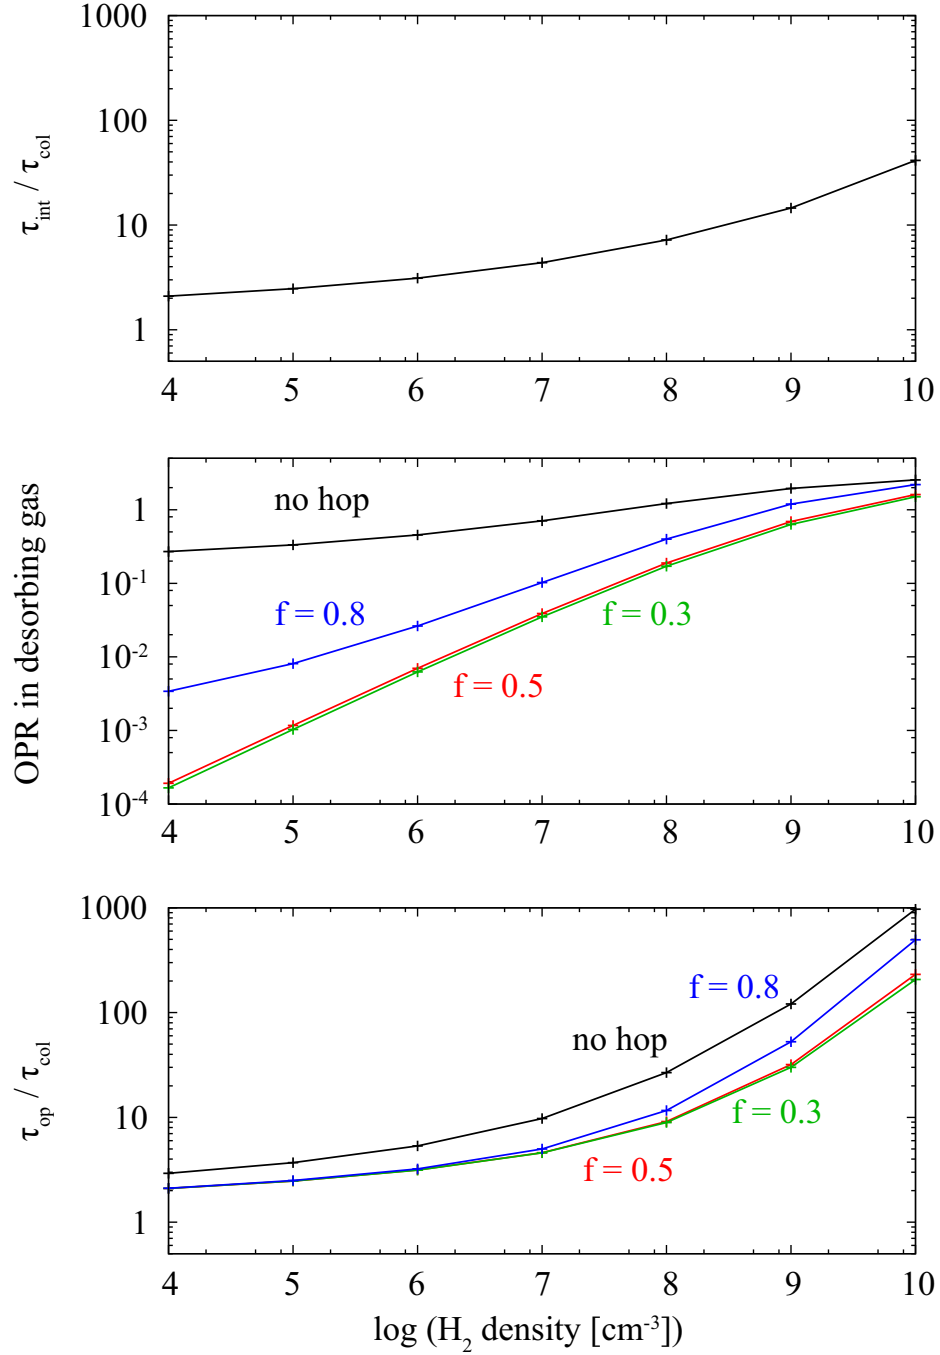 1000
100
10
1
τint / τcol
4 5 6 7 8 9 10
1
10-1
10-2
10-3
10-4
OPR in desorbing gas
no hop
f = 0.8
f = 0.3
f = 0.5
4 5 6 7 8 9 10
1000
100
10
1
τop / τcol
f = 0.8
no hop
f = 0.3
f = 0.5
4 5 6 7 8 9 10
log (H2 density [cm-3])